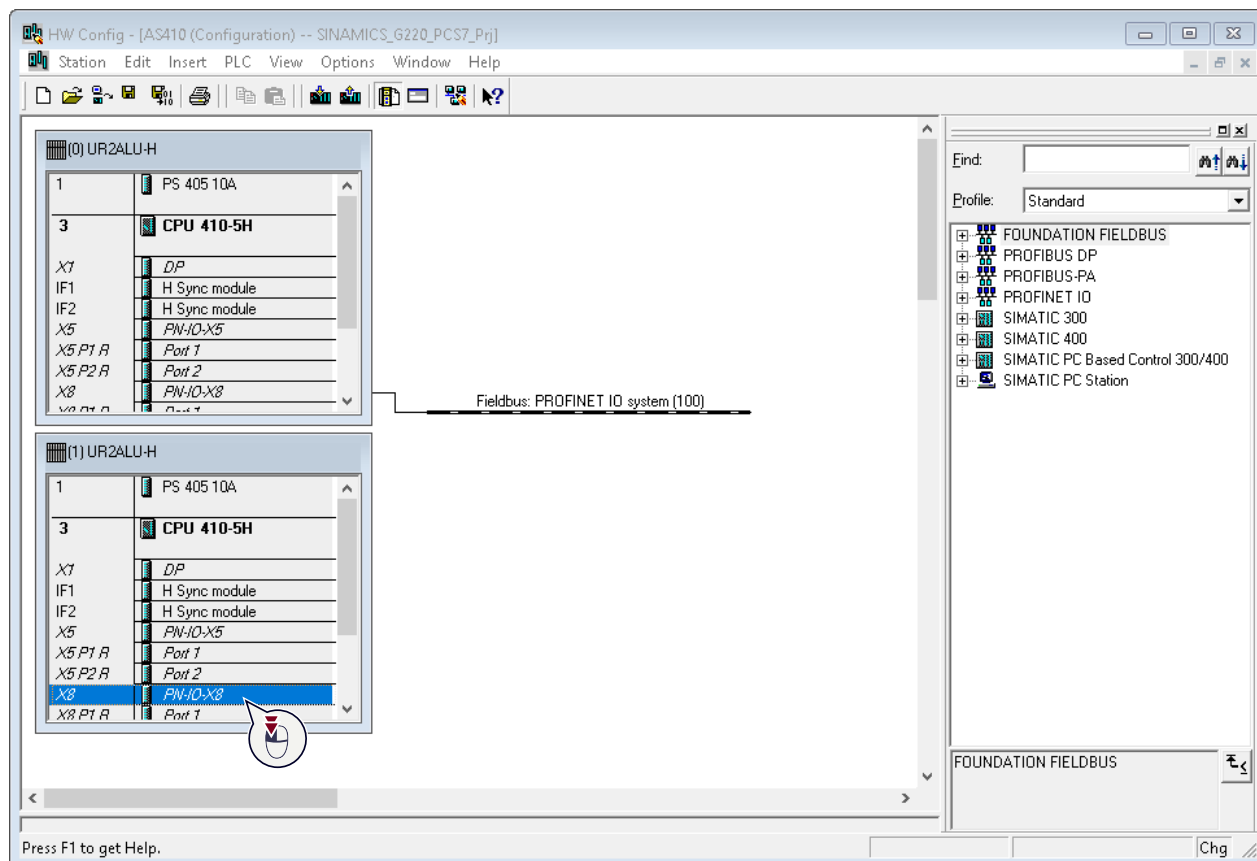 HW Config - [AS410 (Configuration) -- SINAMICS_G220_PCS7_Prj]
Station Edit Insert PLC View Options Window Help
(0) UR2ALU-H
1 PS 405 10A
3 CPU 410-5H
X1 DP
IF1 H Sync module
IF2 H Sync module
X5 PN-IO-X5
X5 P1 R Port 1
X5 P2 R Port 2
X8 PN-IO-X8
X8 P1 R Port 1
Fieldbus: PROFINET IO system (100)
(1) UR2ALU-H
1 PS 405 10A
3 CPU 410-5H
X1 DP
IF1 H Sync module
IF2 H Sync module
X5 PN-IO-X5
X5 P1 R Port 1
X5 P2 R Port 2
X8 PN-IO-X8
X8 P1 R Port 1
Find:
Profile: Standard
FOUNDATION FIELDBUS
PROFIBUS DP
PROFIBUS-PA
PROFINET IO
SIMATIC 300
SIMATIC 400
SIMATIC PC Based Control 300/400
SIMATIC PC Station
FOUNDATION FIELDBUS
Press F1 to get Help.
Chg